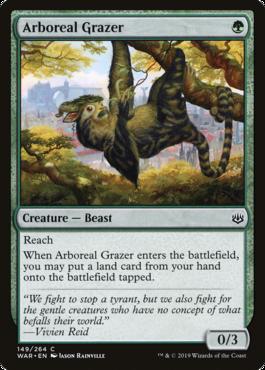 Arboreal Grazer
Creature — Beast
Reach
When Arboreal Grazer enters the battlefield,
you may put a land card from your hand
onto the battlefield tapped.
“We fight to stop a tyrant, but we also fight for
the gentle creatures who have no concept of what
befalls their world.”
—Vivien Reid
0/3
149/264 C
WAR • EN Jason Rainville
™ & © 2019 Wizards of the Coast